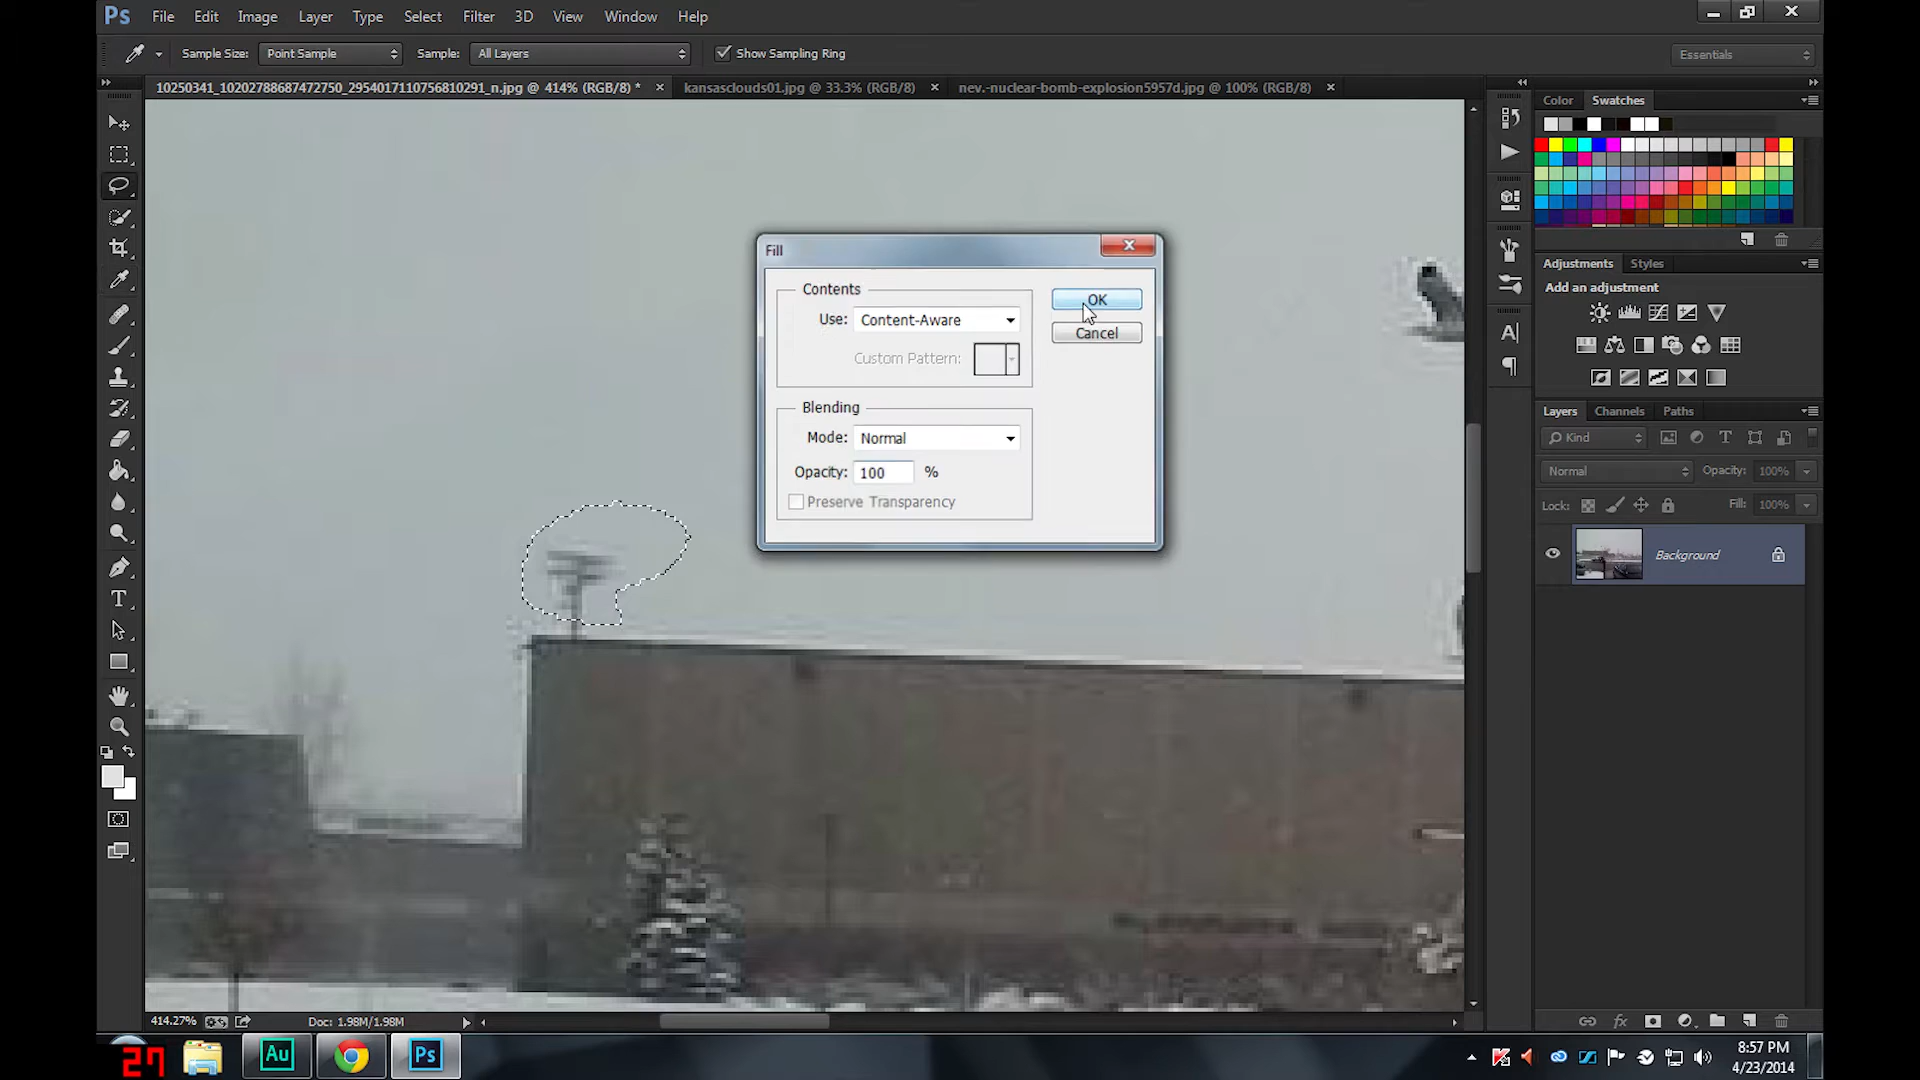 Ps File Edit Image Layer Type Select Filter 3D View Window Help
Sample Size: Point Sample Sample: All Layers Show Sampling Ring Essentials
10250341_10202788687472750_2954017110756810291_n.jpg @ 414% (RGB/8) * × kansasclouds01.jpg @ 33.3% (RGB/8) × nev.-nuclear-bomb-explosion5957d.jpg @ 100% (RGB/8) ×
Color Swatches
Fill
Contents
Use: Content-Aware
Custom Pattern:
OK
Cancel
Blending
Mode: Normal
Opacity: 100 %
Preserve Transparency
Adjustments Styles
Add an adjustment
Layers Channels Paths
Kind
Normal Opacity: 100%
Lock: Fill: 100%
Background
414.27% Doc: 1.98M/1.98M
27 Au Ps
8:57 PM
4/23/2014